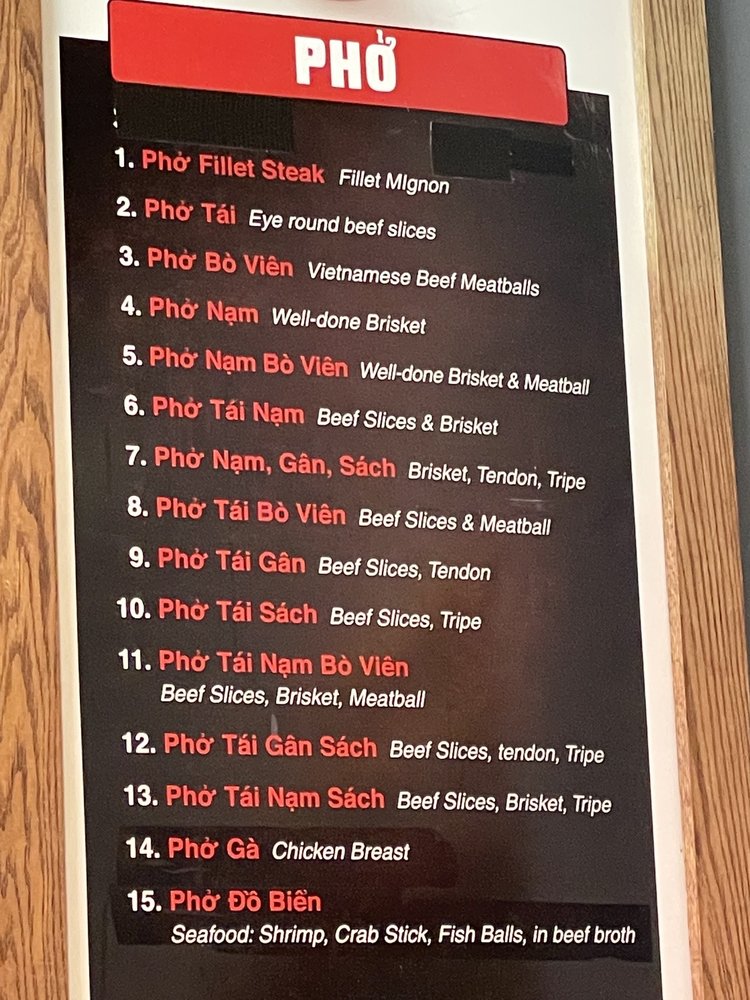 PHỞ
1. Phở Fillet Steak Fillet MIgnon
2. Phở Tái Eye round beef slices
3. Phở Bò Viên Vietnamese Beef Meatballs
4. Phở Nạm Well-done Brisket
5. Phở Nạm Bò Viên Well-done Brisket & Meatball
6. Phở Tái Nạm Beef Slices & Brisket
7. Phở Nạm, Gân, Sách Brisket, Tendon, Tripe
8. Phở Tái Bò Viên Beef Slices & Meatball
9. Phở Tái Gân Beef Slices, Tendon
10. Phở Tái Sách Beef Slices, Tripe
11. Phở Tái Nạm Bò Viên
Beef Slices, Brisket, Meatball
12. Phở Tái Gân Sách Beef Slices, tendon, Tripe
13. Phở Tái Nạm Sách Beef Slices, Brisket, Tripe
14. Phở Gà Chicken Breast
15. Phở Đồ Biển
Seafood: Shrimp, Crab Stick, Fish Balls, in beef broth